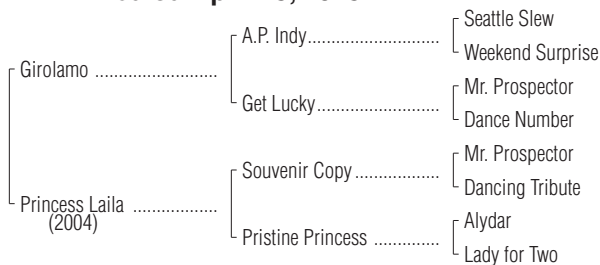 Seattle Slew
A.P. Indy
Weekend Surprise
Girolamo
Mr. Prospector
Get Lucky
Dance Number
Mr. Prospector
Souvenir Copy
Dancing Tribute
Princess Laila
(2004)
Alydar
Pristine Princess
Lady for Two